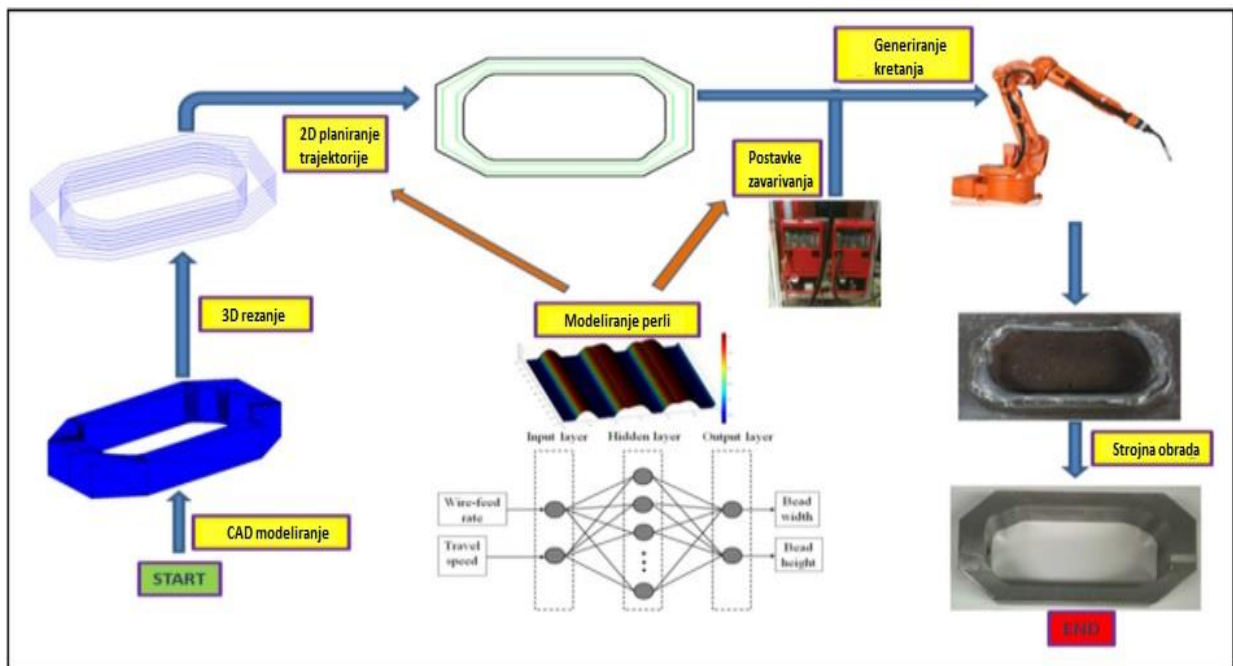 Generiranje
kretanja
2D planiranje
trajektorije
Postavke
zavarivanja
3D rezanje
Modeliranje perli
Input layer Hidden layer Output layer
Strojna obrada
Wire-feed
rate
Bead
width
CAD modeliranje
Travel
speed
Bead
height
START
END